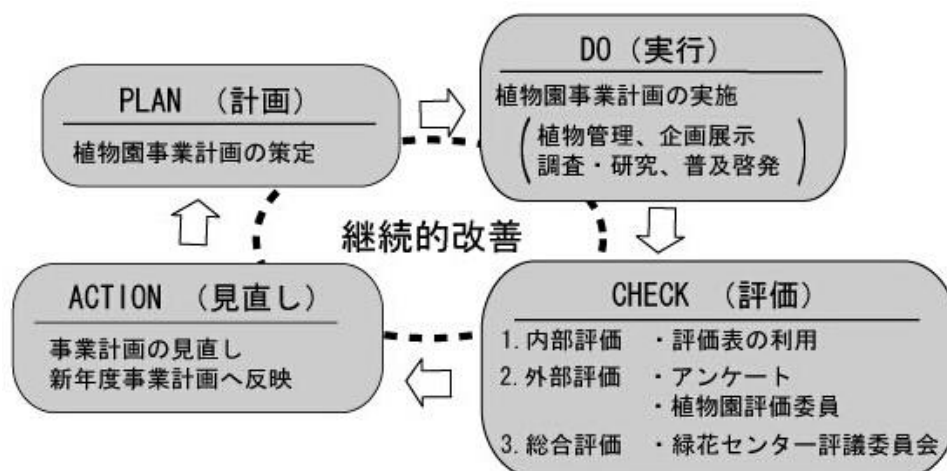 PLAN （計画）
植物園事業計画の策定
DO（実行）
植物園事業計画の実施
（植物管理、企画展示
調査・研究、普及啓発）
継続的改善
CHECK （評価）
1.内部評価 ・評価表の利用
2.外部評価 ・アンケート
・植物園評価委員
3.総合評価 ・緑花センター評議委員会
ACTION （見直し）
事業計画の見直し
新年度事業計画へ反映